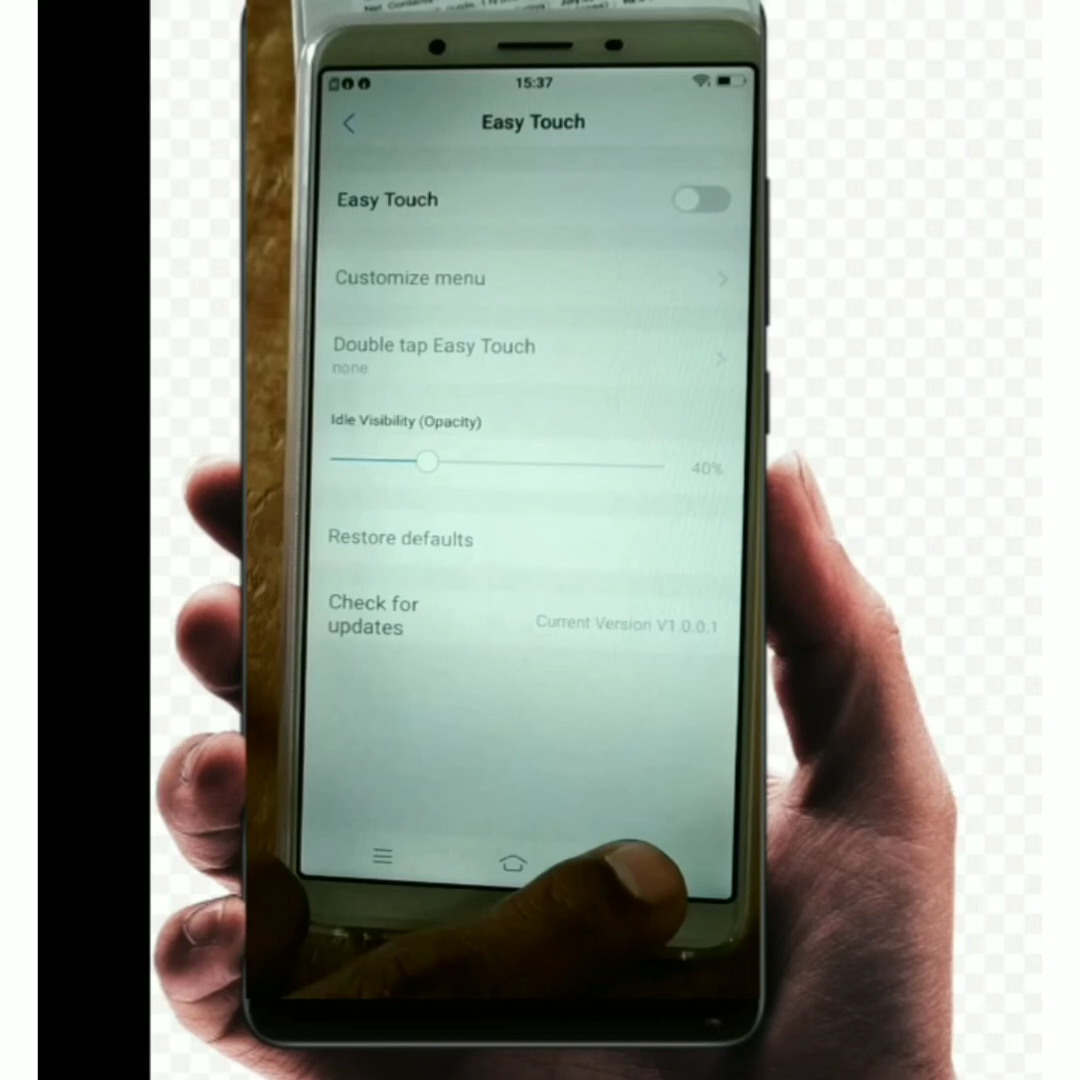 15:37
Easy Touch
Easy Touch
Customize menu
Double tap Easy Touch
none
Idle Visibility (Opacity)
40%
Restore defaults
Check for
updates
Current Version V1.0.0.1